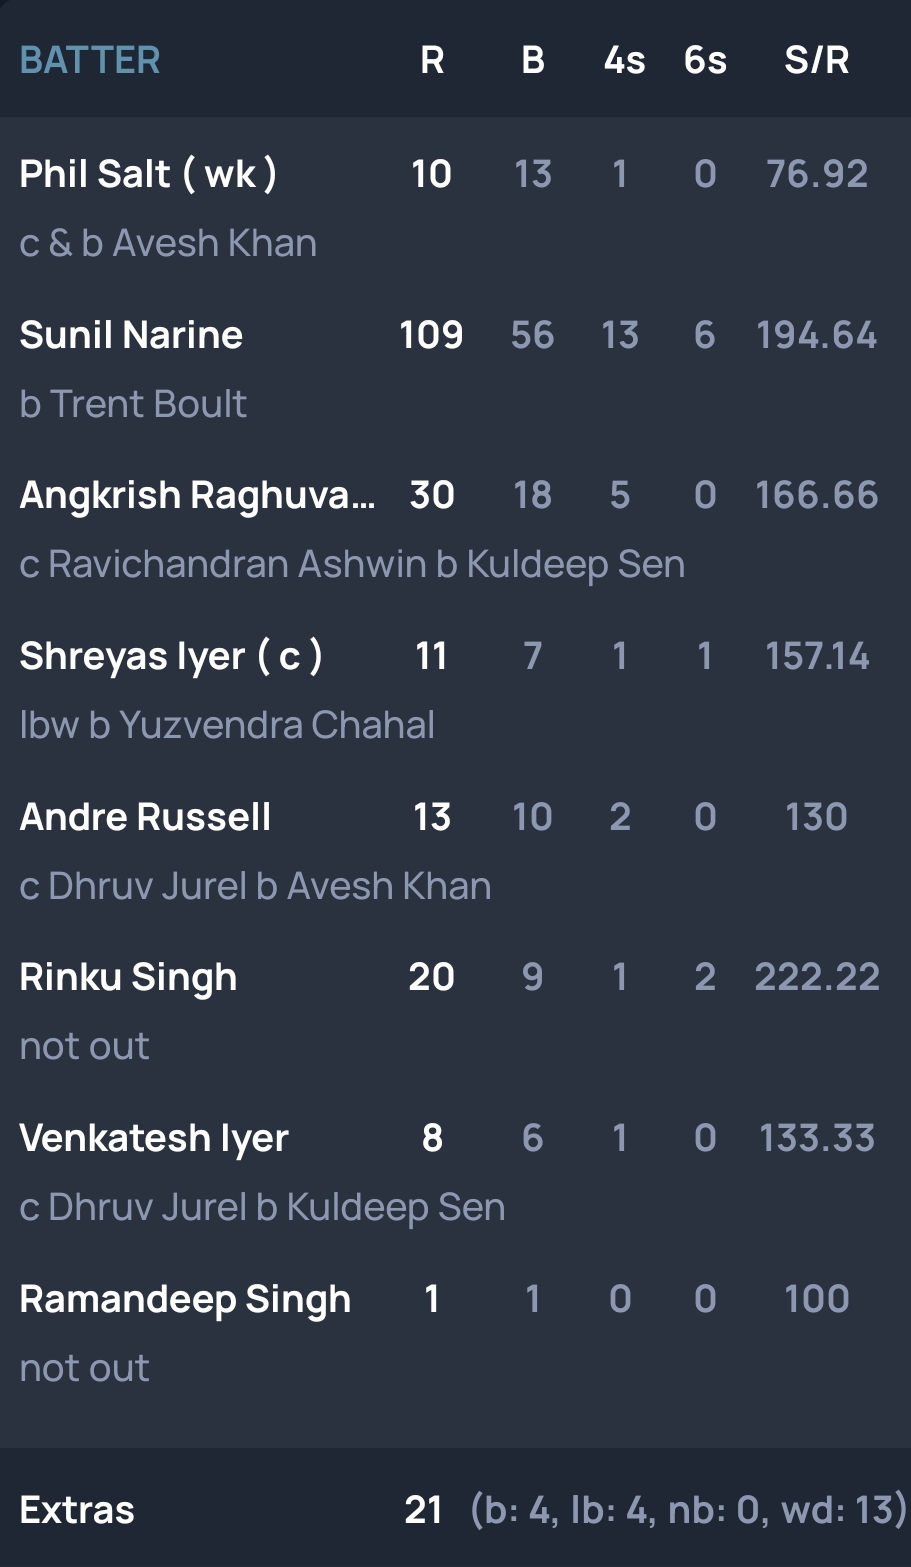 BATTER R B 4s 6s S/R
Phil Salt ( wk ) 10 13 1 0 76.92
c & b Avesh Khan
Sunil Narine 109 56 13 6 194.64
b Trent Boult
Angkrish Raghuva... 30 18 5 0 166.66
c Ravichandran Ashwin b Kuldeep Sen
Shreyas Iyer ( c ) 11 7 1 1 157.14
lbw b Yuzvendra Chahal
Andre Russell 13 10 2 0 130
c Dhruv Jurel b Avesh Khan
Rinku Singh 20 9 1 2 222.22
not out
Venkatesh Iyer 8 6 1 0 133.33
c Dhruv Jurel b Kuldeep Sen
Ramandeep Singh 1 1 0 0 100
not out
Extras 21 (b: 4, lb: 4, nb: 0, wd: 13)